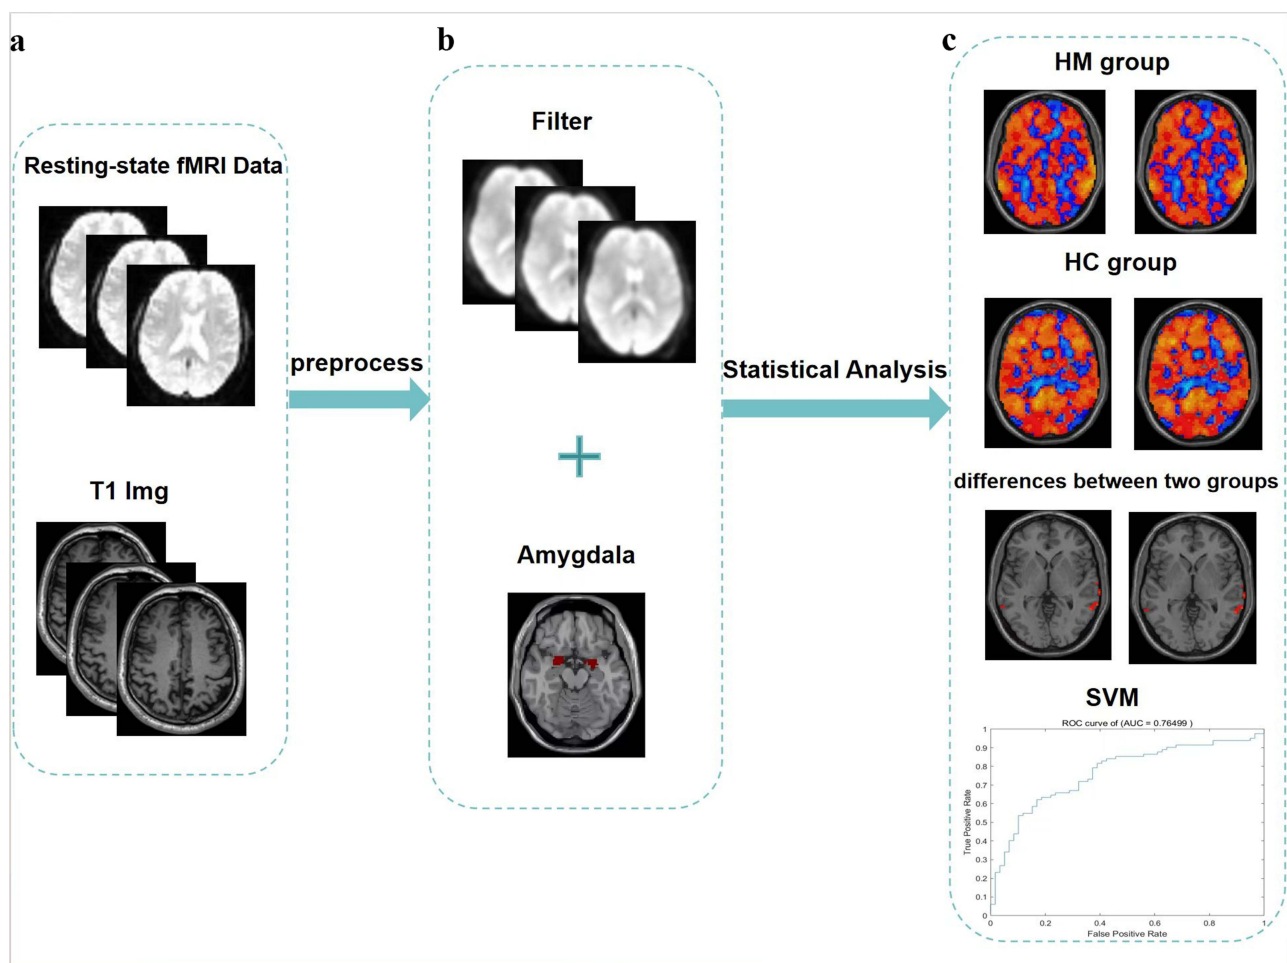 a
Resting-state fMRI Data
T1 Img
preprocess
b
Filter
Amygdala
Statistical Analysis
c
HM group
HC group
differences between two groups
SVM
ROC curve of (AUC = 0.76499 )
True Positive Rate
1
0.9
0.8
0.7
0.6
0.5
0.4
0.3
0.2
0.1
0
0 0.2 0.4 0.6 0.8 1
False Positive Rate